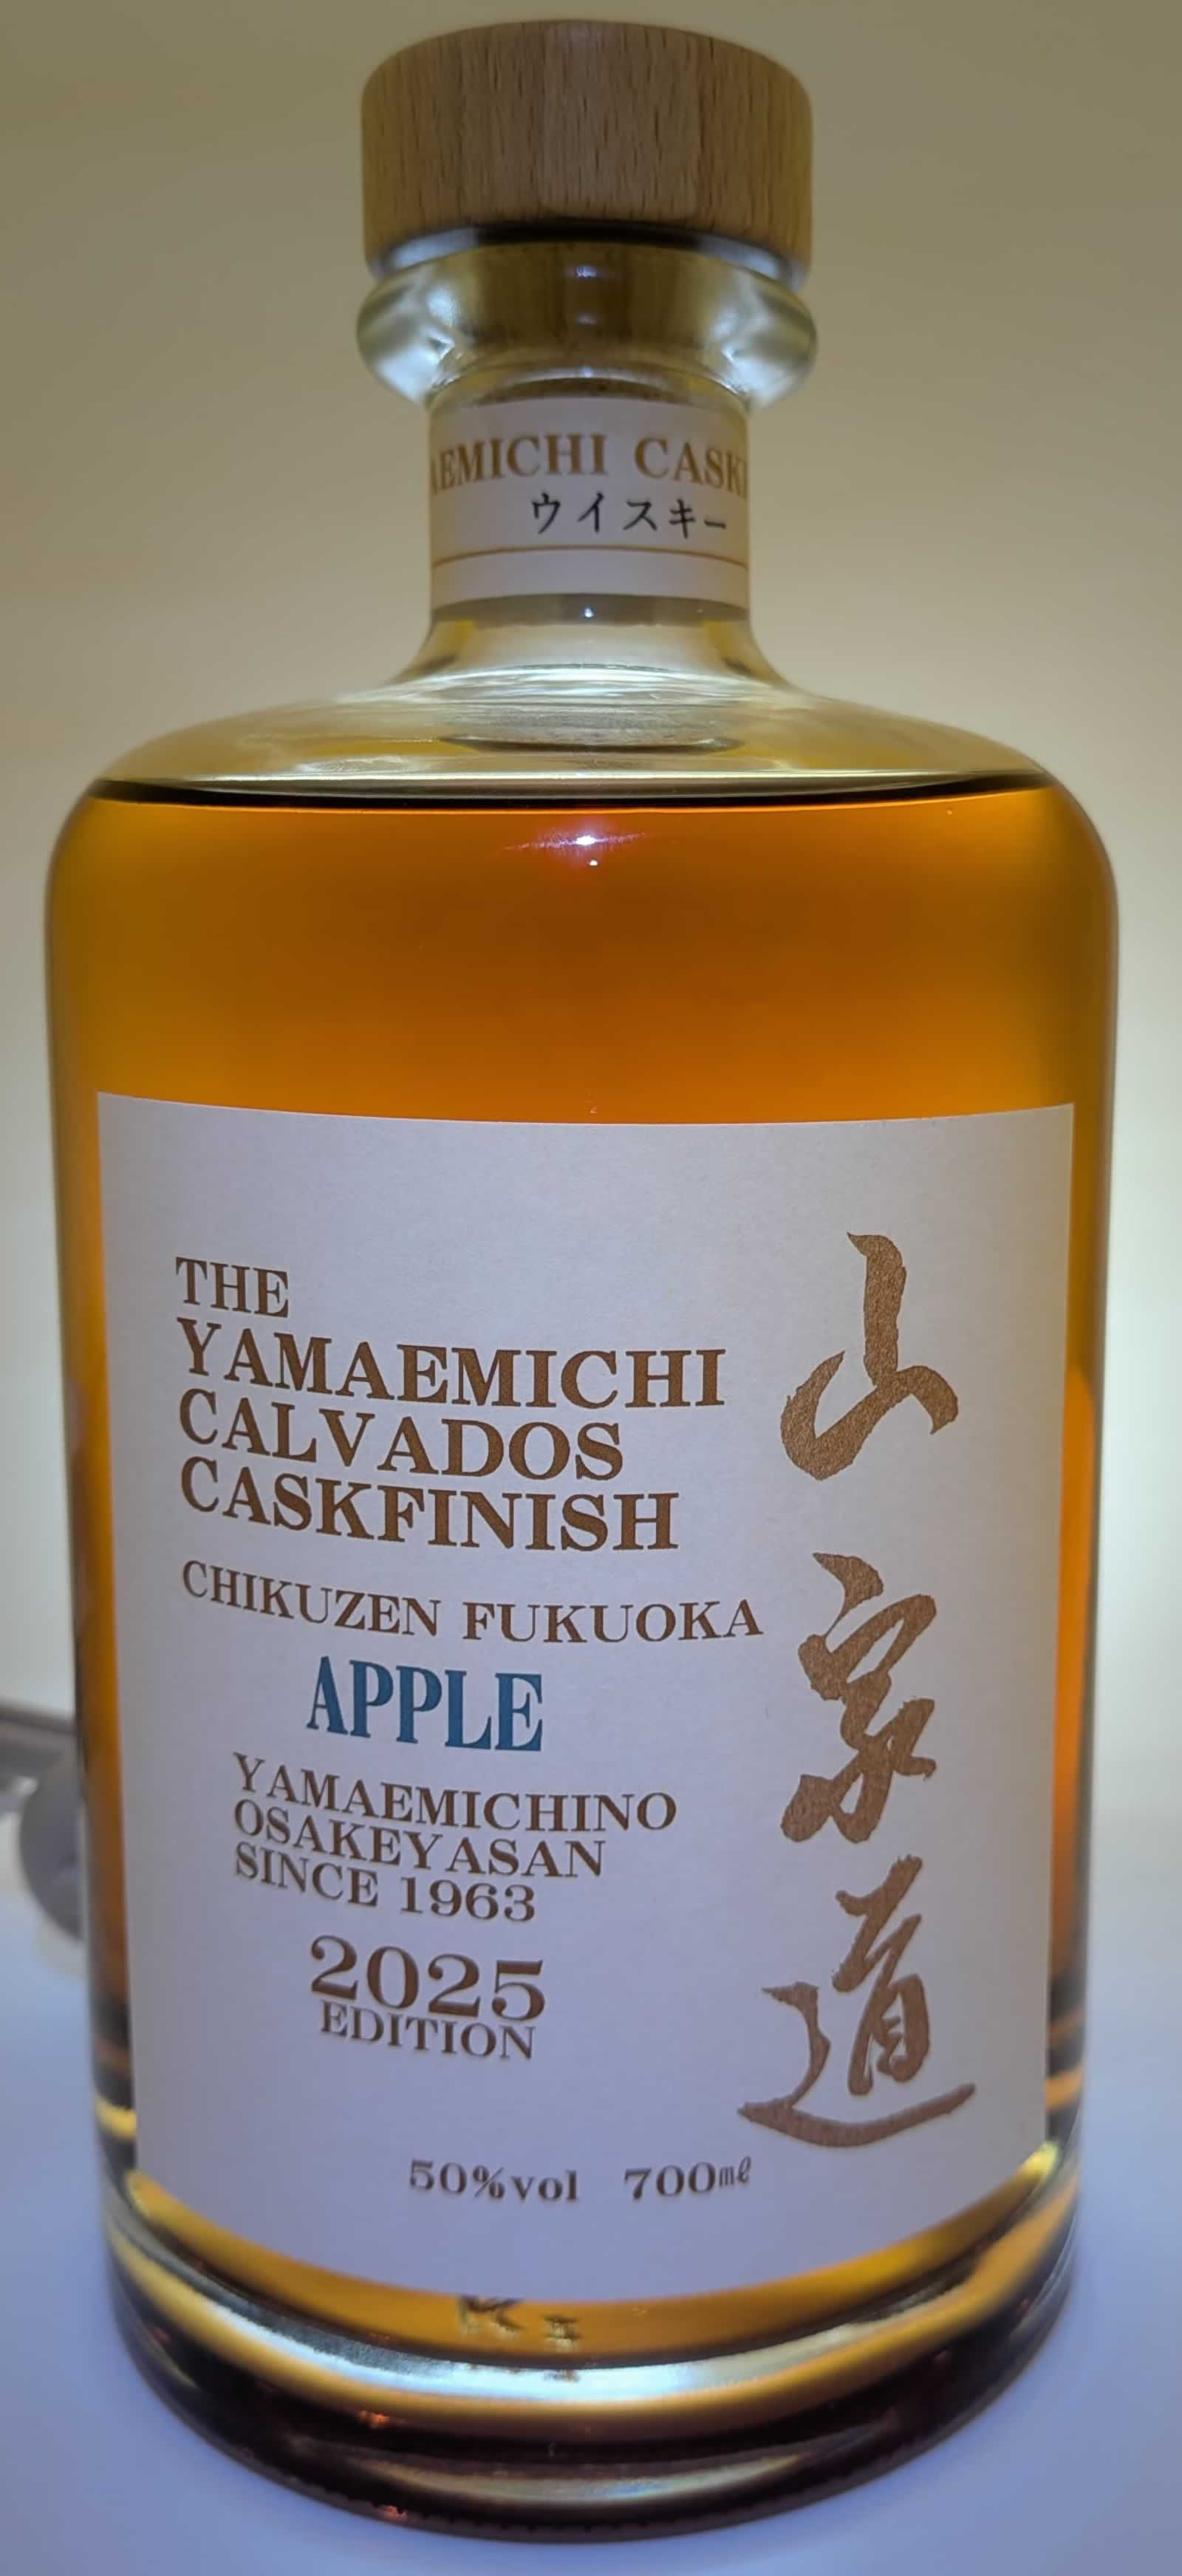 AEMICHI CASK
ウイスキー
THE
YAMAEMICHI
CALVADOS
CASKFINISH
CHIKUZEN FUKUOKA
APPLE
YAMAEMICHINO
OSAKEYASAN
SINCE 1963
2025
EDITION
50%vol 700㎖
山家道